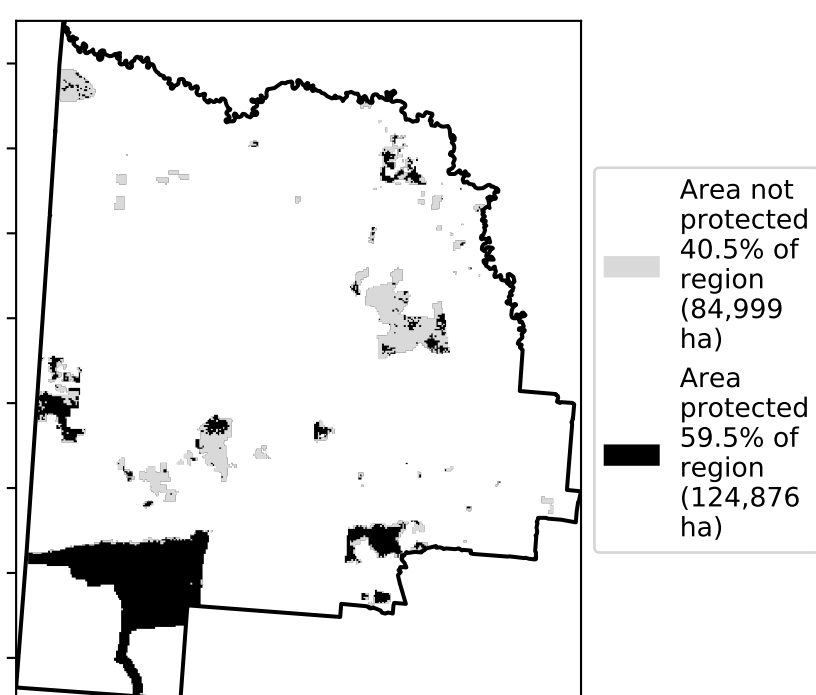 Area not
protected
40.5% of
region
(84,999
ha)
Area
protected
59.5% of
region
(124,876
ha)